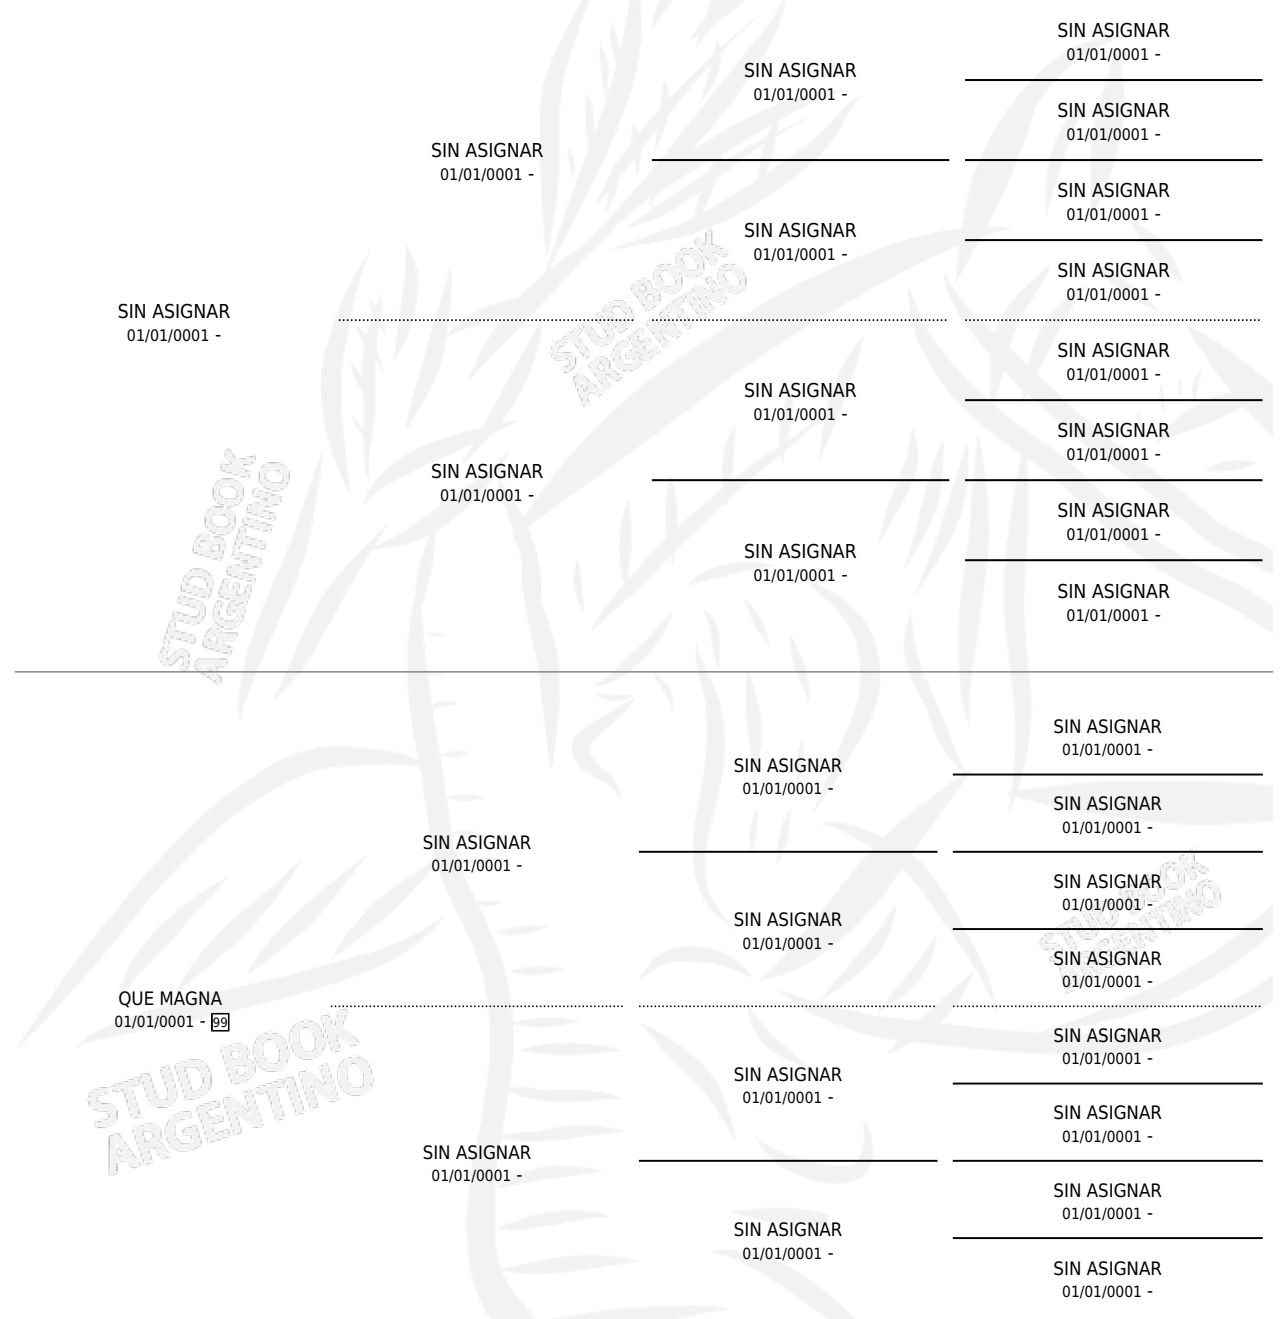 SIN ASIGNAR
01/01/0001 -
SIN ASIGNAR
01/01/0001 -
SIN ASIGNAR
01/01/0001 -
SIN ASIGNAR
01/01/0001 -
SIN ASIGNAR
01/01/0001 -
SIN ASIGNAR
01/01/0001 -
SIN ASIGNAR
01/01/0001 -
SIN ASIGNAR
01/01/0001 -
SIN ASIGNAR
01/01/0001 -
SIN ASIGNAR
01/01/0001 -
SIN ASIGNAR
01/01/0001 -
SIN ASIGNAR
01/01/0001 -
SIN ASIGNAR
01/01/0001 -
SIN ASIGNAR
01/01/0001 -
SIN ASIGNAR
01/01/0001 -
STUD BOOK
ARGENTINO
STUD BOOK
ARGENTINO
QUE MAGNA
01/01/0001 - 99
SIN ASIGNAR
01/01/0001 -
SIN ASIGNAR
01/01/0001 -
SIN ASIGNAR
01/01/0001 -
SIN ASIGNAR
01/01/0001 -
SIN ASIGNAR
01/01/0001 -
SIN ASIGNAR
01/01/0001 -
SIN ASIGNAR
01/01/0001 -
SIN ASIGNAR
01/01/0001 -
SIN ASIGNAR
01/01/0001 -
SIN ASIGNAR
01/01/0001 -
SIN ASIGNAR
01/01/0001 -
SIN ASIGNAR
01/01/0001 -
SIN ASIGNAR
01/01/0001 -
SIN ASIGNAR
01/01/0001 -
STUD BOOK
ARGENTINO
STUD BOOK
ARGENTINO